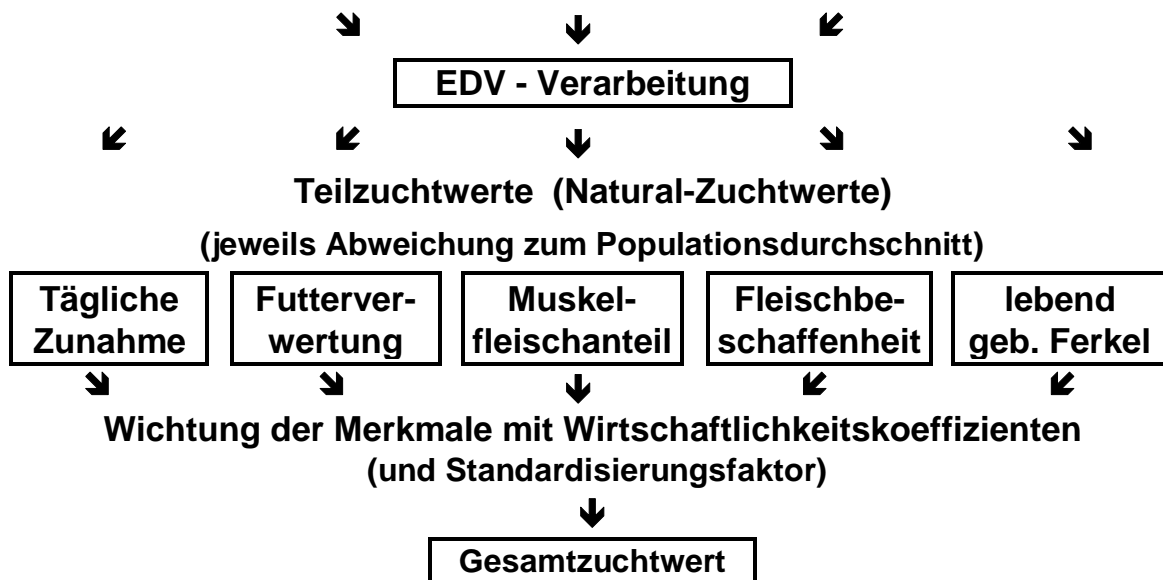 EDV - Verarbeitung
Teilzuchtwerte (Natural-Zuchtwerte)
(jeweils Abweichung zum Populationsdurchschnitt)
Tägliche
Zunahme
Futterver-
wertung
Muskel-
fleischanteil
Fleischbe-
schaffenheit
lebend
geb. Ferkel
Wichtung der Merkmale mit Wirtschaftlichkeitskoeffizienten
(und Standardisierungsfaktor)
Gesamtzuchtwert